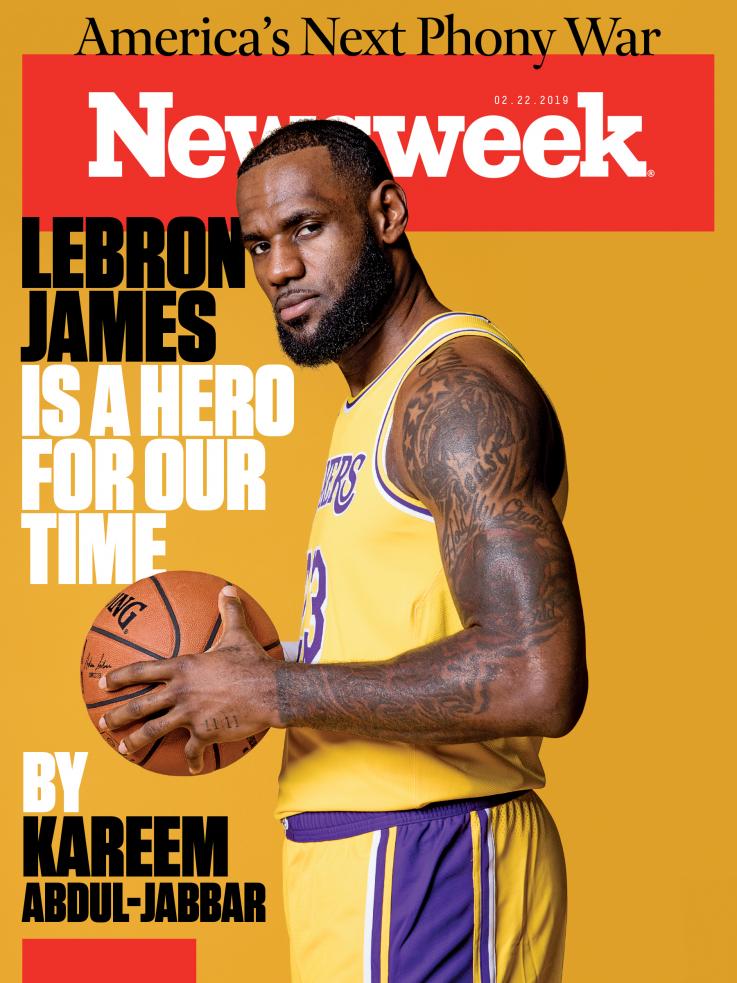 America's Next Phony War
02.22.2019
Newsweek®
LEBRON
JAMES
IS A HERO
FOR OUR
TIME
BY
KAREEM
ABDUL-JABBAR